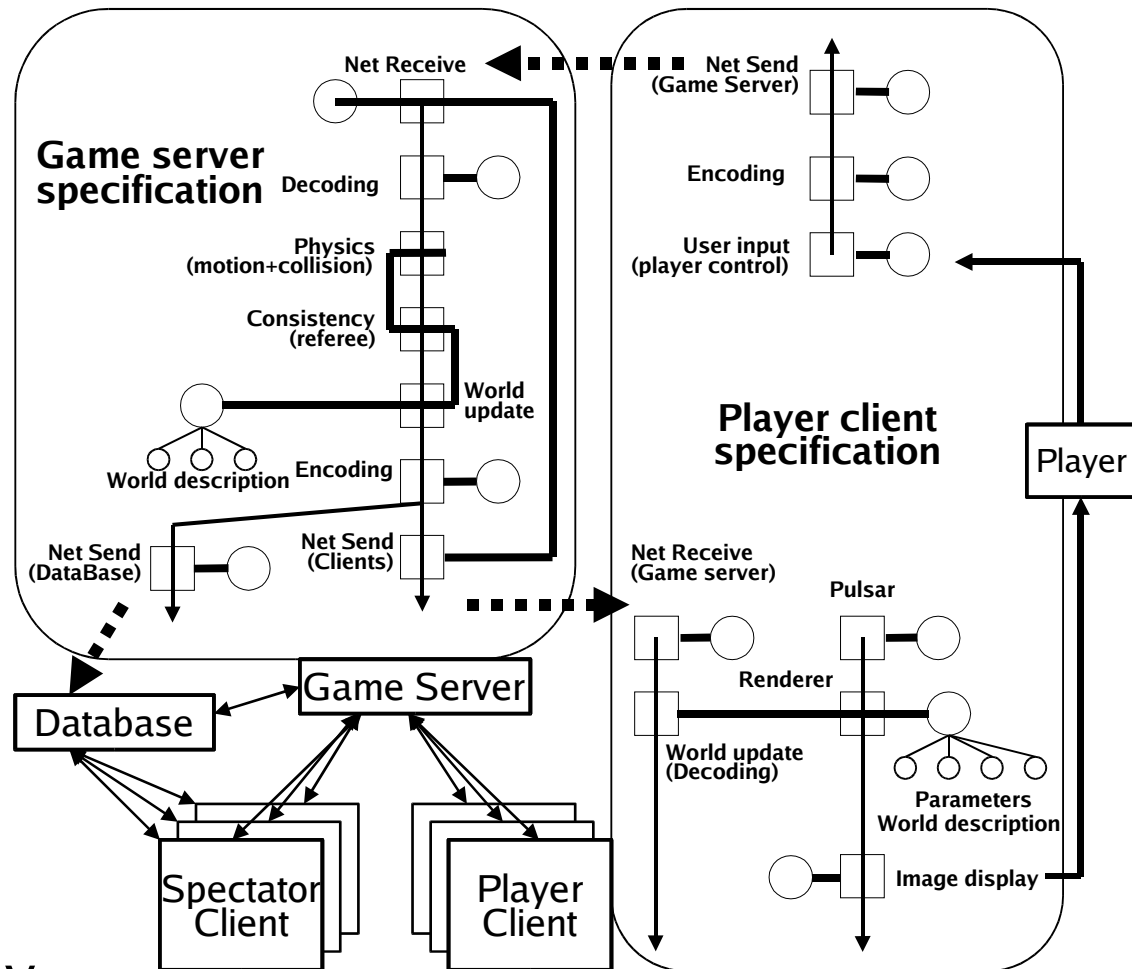 Net Receive
Game server
specification
Decoding
Physics
(motion+collision)
Consistency
(referee)
World
update
World description
Encoding
Net Send
(DataBase)
Net Send
(Clients)
Net Send
(Game Server)
Encoding
User input
(player control)
Player client
specification
Player
Net Receive
(Game server)
Pulsar
Renderer
World update
(Decoding)
Parameters
World description
Image display
Game Server
Database
Spectator
Client
Player
Client